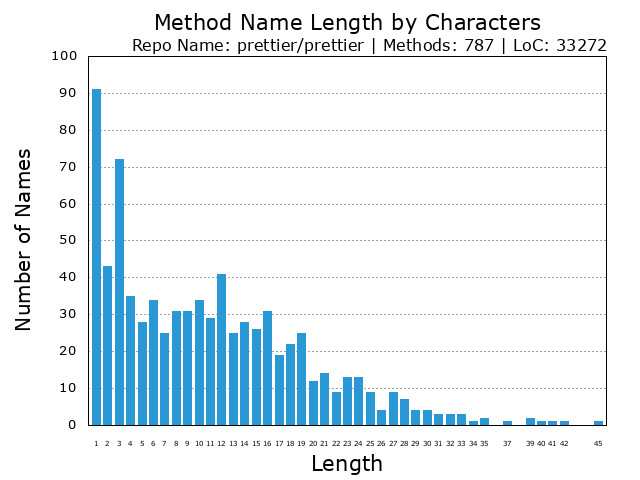 Method Name Length by Characters
Repo Name: prettier/prettier | Methods: 787 | LoC: 33272
100
90
80
70
60
50
40
30
20
10
0
Number of Names
1 2 3 4 5 6 7 8 9 10 11 12 13 14 15 16 17 18 19 20 21 22 23 24 25 26 27 28 29 30 31 32 33 34 35 37 39 40 41 42 45
Length